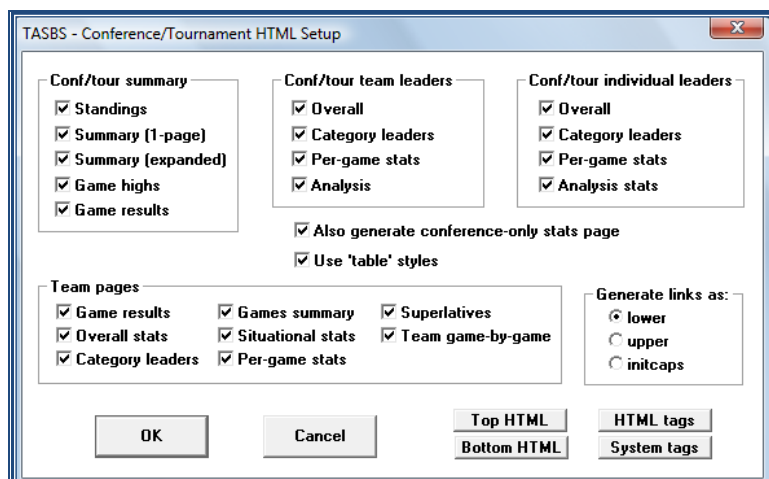 TASBS - Conference/Tournament HTML Setup
Conf/tour summary
Standings
Summary (1-page)
Summary (expanded)
Game highs
Game results
Conf/tour team leaders
Overall
Category leaders
Per-game stats
Analysis
Conf/tour individual leaders
Overall
Category leaders
Per-game stats
Analysis stats
Also generate conference-only stats page
Use 'table' styles
Team pages
Game results
Overall stats
Category leaders
Games summary
Situational stats
Per-game stats
Superlatives
Team game-by-game
Generate links as:
lower
upper
initcaps
OK
Cancel
Top HTML
Bottom HTML
HTML tags
System tags